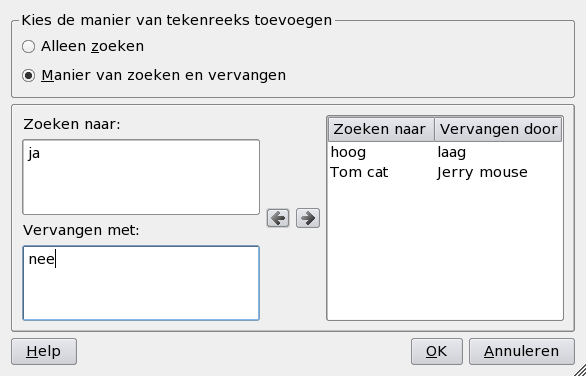 Kies de manier van tekenreeks toevoegen
Alleen zoeken
Manier van zoeken en vervangen
Zoeken naar:
ja
Vervangen met:
nee
Zoeken naar Vervangen door
hoog laag
Tom cat Jerry mouse
Help OK Annuleren